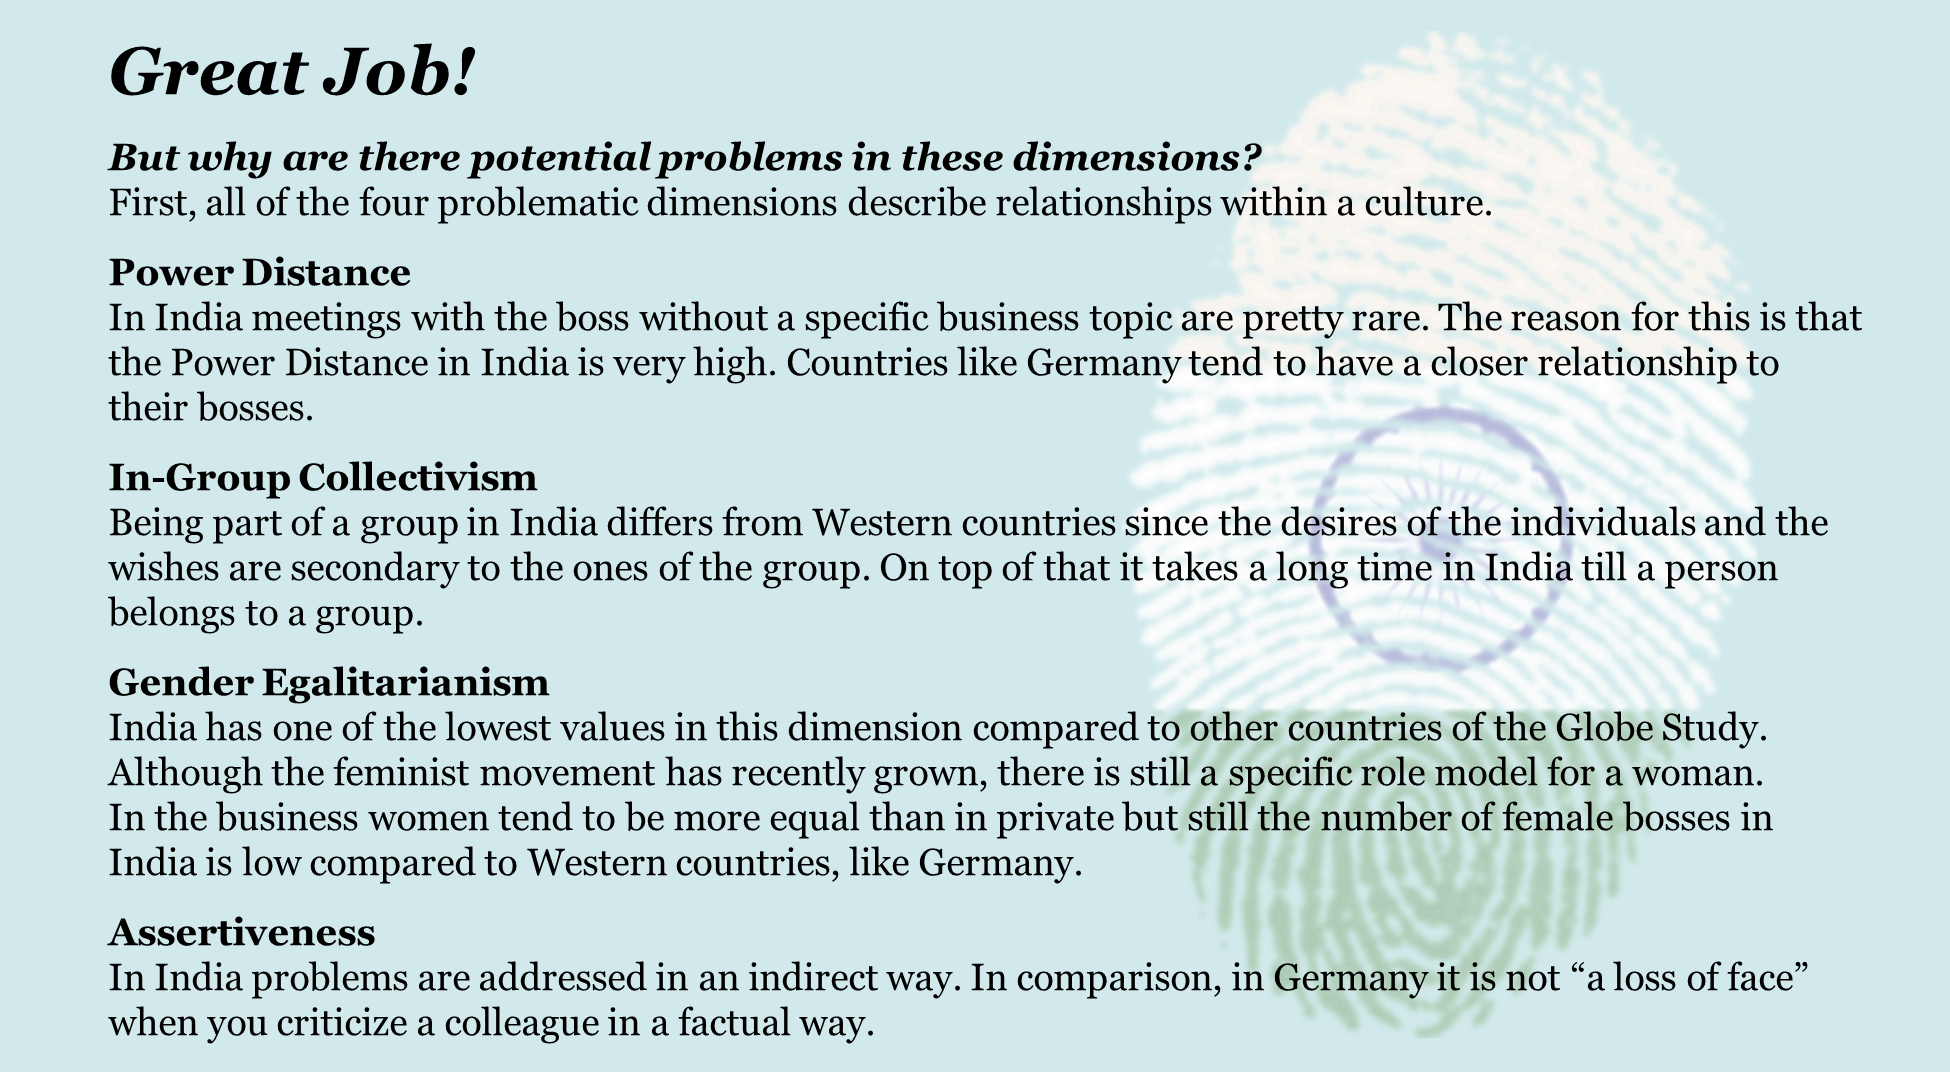 Great Job!
But why are there potential problems in these dimensions?
First, all of the four problematic dimensions describe relationships within a culture.
Power Distance
In India meetings with the boss without a specific business topic are pretty rare. The reason for this is that
the Power Distance in India is very high. Countries like Germany tend to have a closer relationship to
their bosses.
In-Group Collectivism
Being part of a group in India differs from Western countries since the desires of the individuals and the
wishes are secondary to the ones of the group. On top of that it takes a long time in India till a person
belongs to a group.
Gender Egalitarianism
India has one of the lowest values in this dimension compared to other countries of the Globe Study.
Although the feminist movement has recently grown, there is still a specific role model for a woman.
In the business women tend to be more equal than in private but still the number of female bosses in
India is low compared to Western countries, like Germany.
Assertiveness
In India problems are addressed in an indirect way. In comparison, in Germany it is not “a loss of face”
when you criticize a colleague in a factual way.